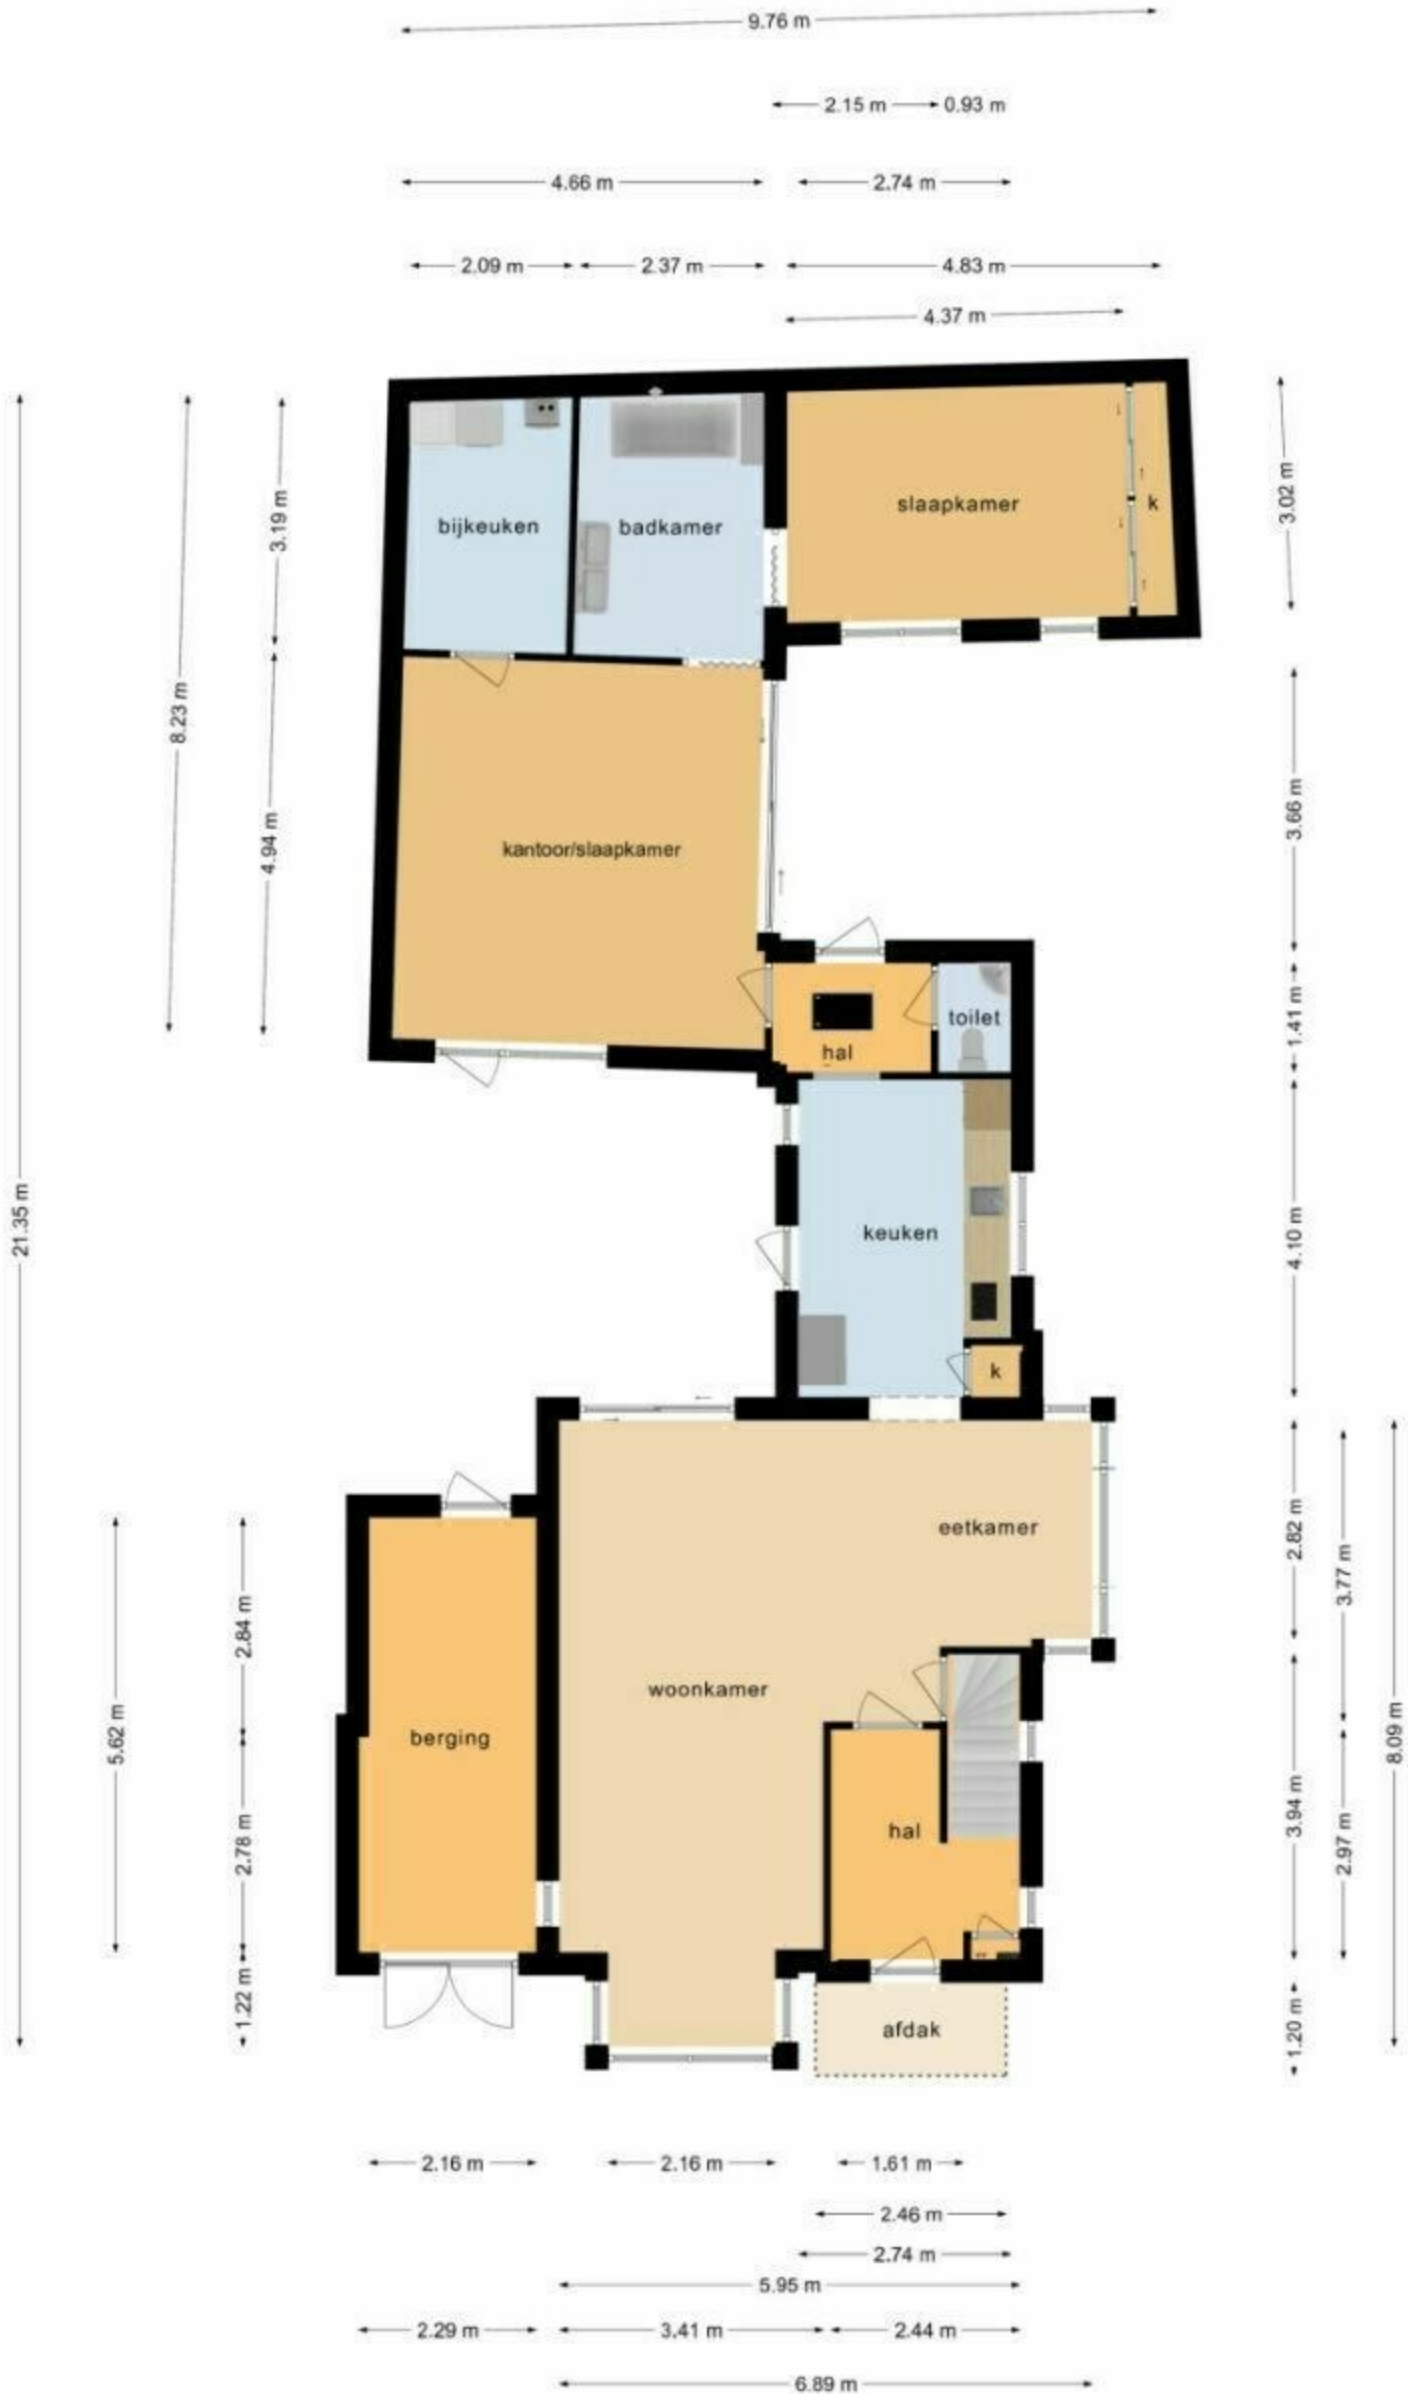 9.76 m
2.15 m
0.93 m
4.66 m
2.74 m
2.09 m
2.37 m
4.83 m
4.37 m
3.19 m
3.02 m
slaapkamer
k
bijkeuken
badkamer
8.23 m
3.66 m
4.94 m
kantoor/slaapkamer
1.41 m
toilet
hal
21.35 m
4.10 m
keuken
k
2.82 m
eetkamer
3.77 m
2.84 m
woonkamer
5.62 m
berging
8.09 m
3.94 m
hal
2.97 m
2.78 m
1.22 m
afdak
1.20 m
2.16 m
2.16 m
1.61 m
2.46 m
2.74 m
5.95 m
2.29 m
3.41 m
2.44 m
6.89 m